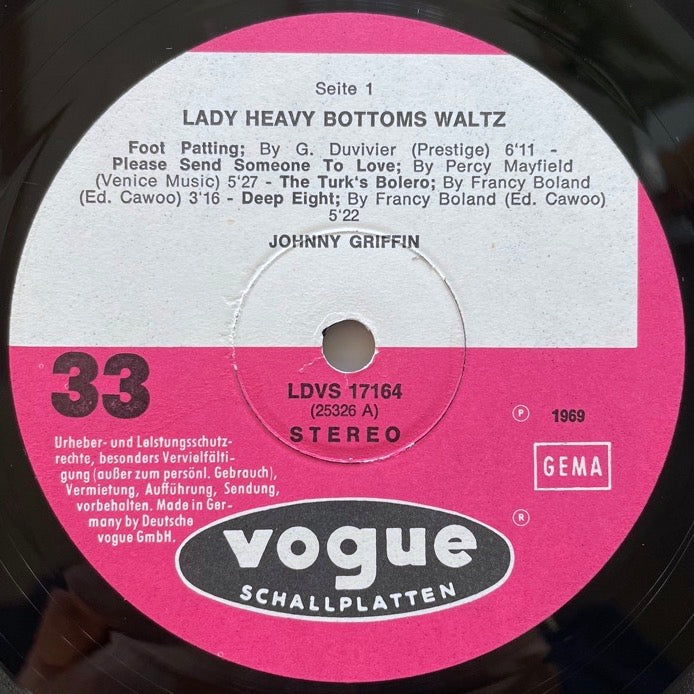 Seite 1
LADY HEAVY BOTTOMS WALTZ
Foot Patting; By G. Duvivier (Prestige) 6'11 -
Please Send Someone To Love; By Percy Mayfield
(Venice Music) 5'27 - The Turk's Bolero; By Francy Boland
(Ed. Cawoo) 3'16 - Deep Eight; By Francy Boland (Ed. Cawoo)
5'22
JOHNNY GRIFFIN
33
LDVS 17164
(25326 A)
STEREO
Ⓟ 1969
GEMA
®
Urheber- und Leistungsschutz-
rechte, besonders Vervielfälti-
gung (außer zum persönl. Gebrauch),
Vermietung, Aufführung, Sendung,
vorbehalten. Made in Ger-
many by Deutsche
vogue GmbH.
vogue
SCHALLPLATTEN